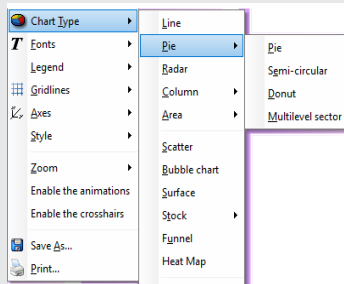 Chart Type
Fonts
Legend
Gridlines
Axes
Style
Zoom
Enable the animations
Enable the crosshairs
Save As...
Print...
Line
Pie
Radar
Column
Area
Scatter
Bubble chart
Surface
Stock
Funnel
Heat Map
Pie
Semi-circular
Donut
Multilevel sector